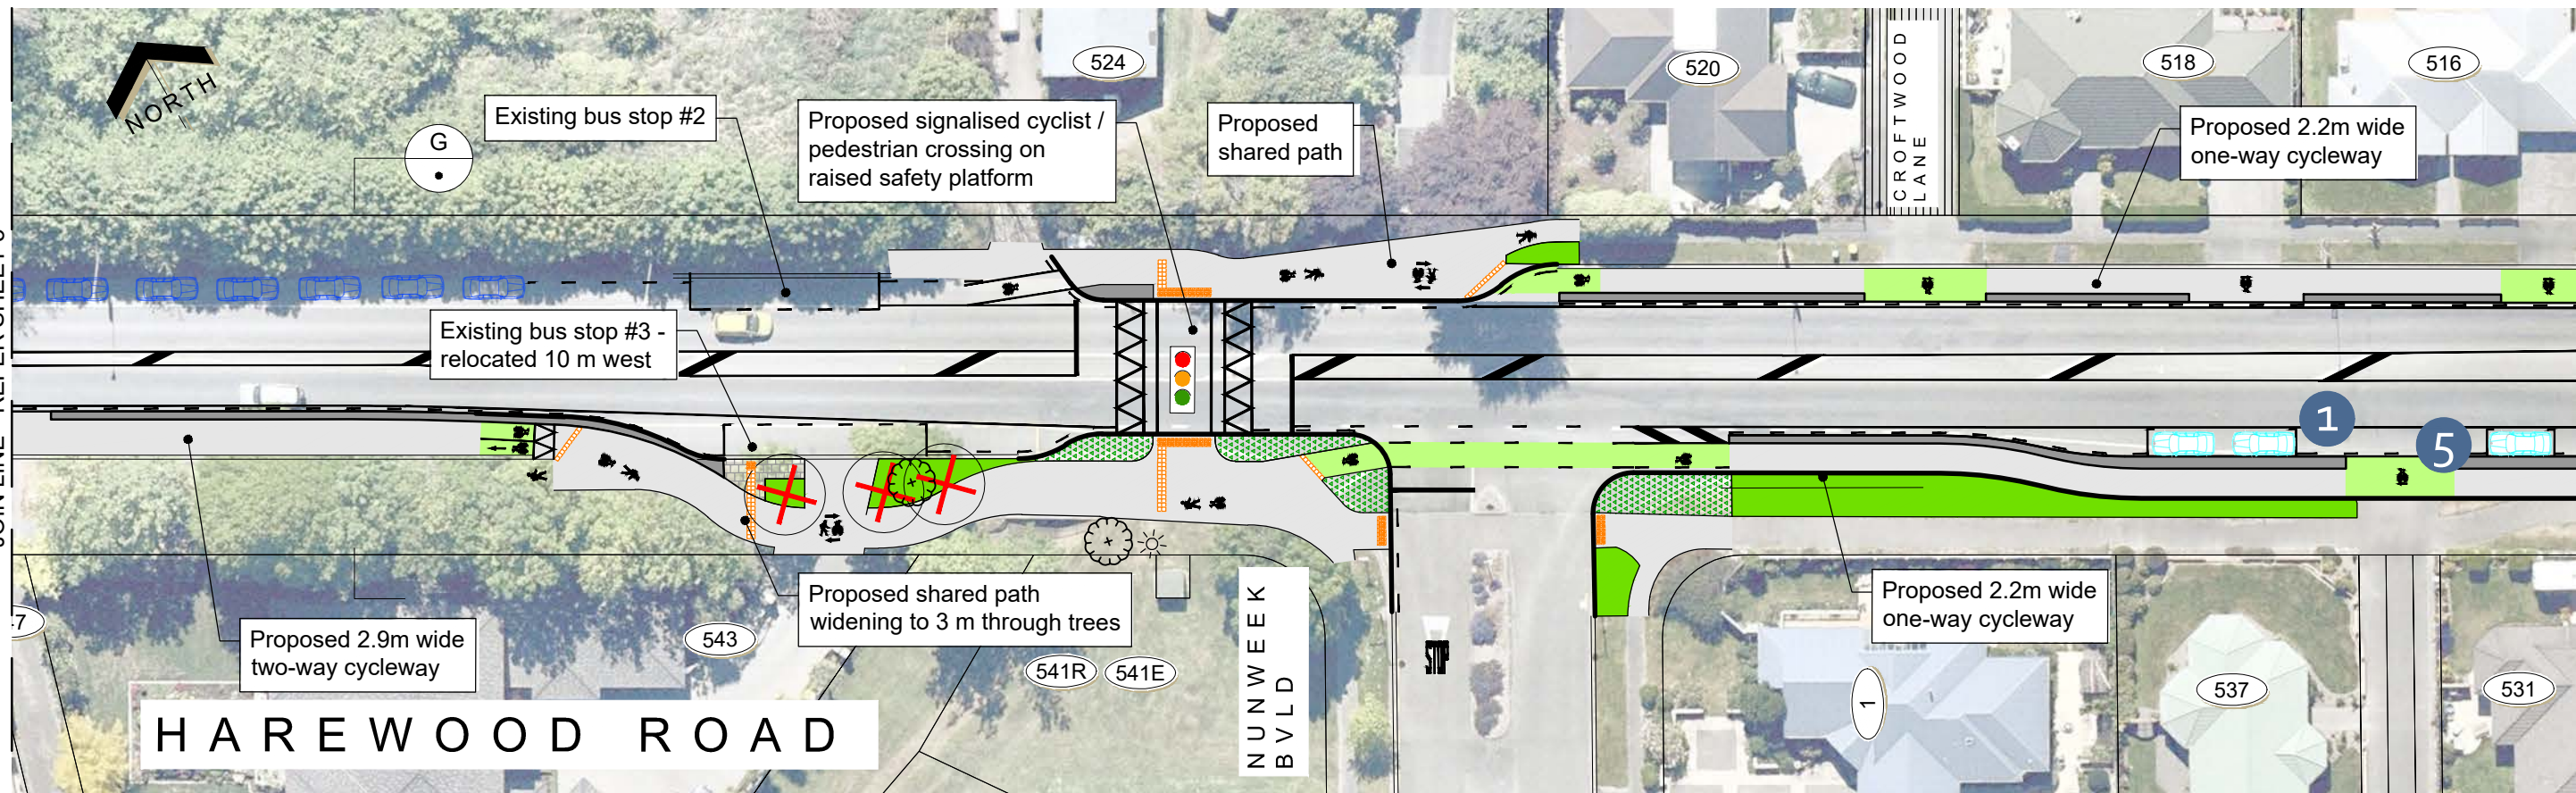 NORTH
G
Existing bus stop #2
Proposed signalised cyclist /
pedestrian crossing on
raised safety platform
524
Proposed
shared path
520
CROFTWOOD
LANE
518
516
Proposed 2.2m wide
one-way cycleway
Existing bus stop #3 -
relocated 10 m west
1
5
Proposed 2.9m wide
two-way cycleway
543
Proposed shared path
widening to 3 m through trees
541R
541E
NUNWEEK
BVLD
STOP
Proposed 2.2m wide
one-way cycleway
1
537
531
HAREWOOD ROAD